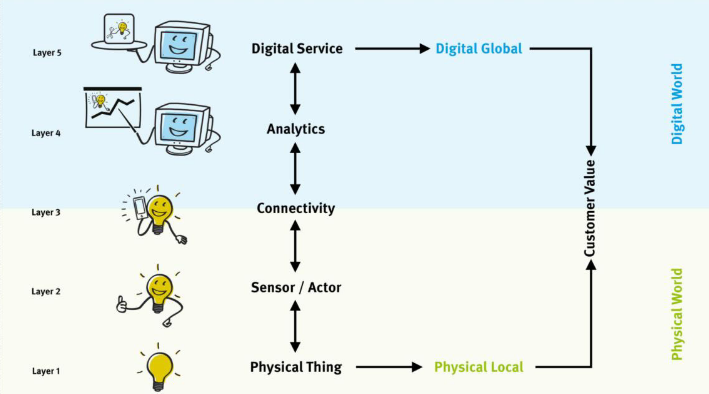 Layer 5
Digital Service
Digital Global
Layer 4
Analytics
Layer 3
Connectivity
Layer 2
Sensor / Actor
Layer 1
Physical Thing
Physical Local
Customer Value
Digital World
Physical World